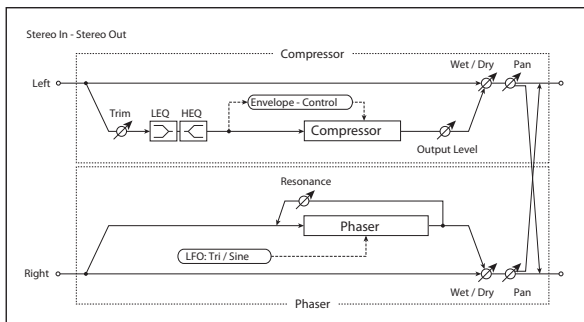 Stereo In - Stereo Out
Compressor
Wet / Dry
Pan
Left
Trim
LEQ
HEQ
Envelope - Control
Compressor
Output Level
Resonance
Phaser
LFO: Tri / Sine
Right
Wet / Dry
Pan
Phaser